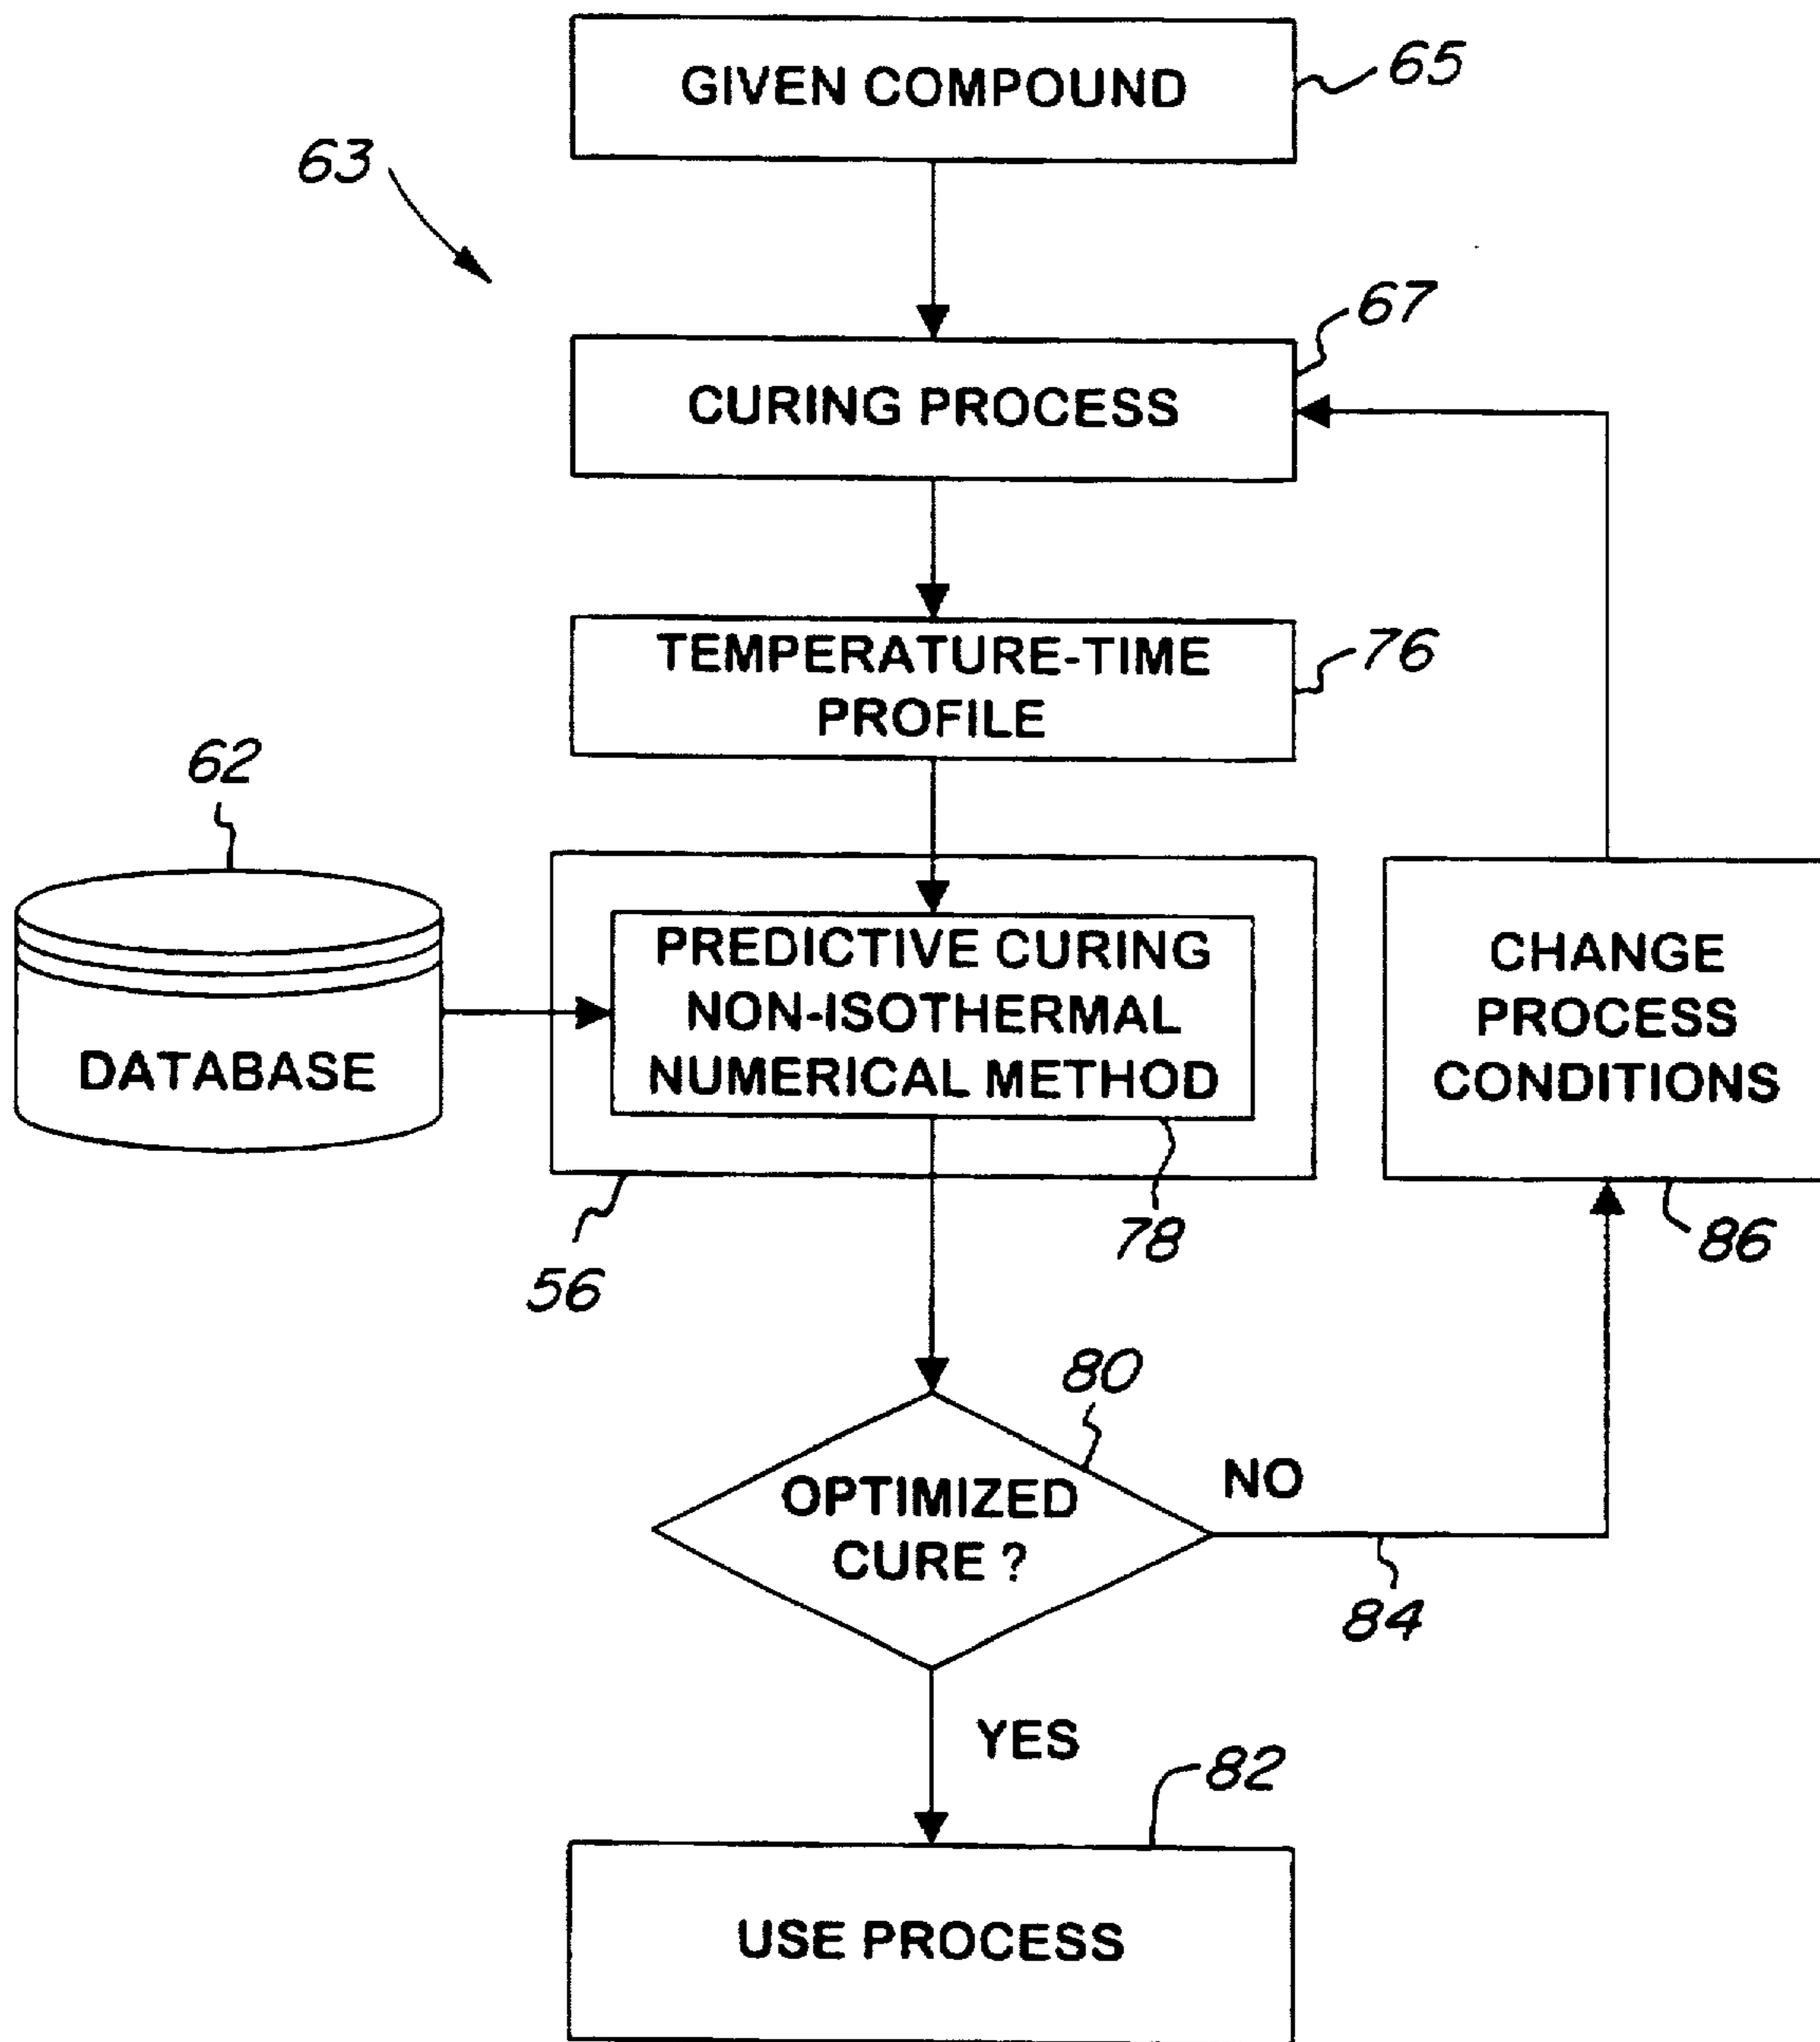 GIVEN COMPOUND
65
63
67
CURING PROCESS
TEMPERATURE-TIME
PROFILE
76
62
DATABASE
PREDICTIVE CURING
NON-ISOTHERMAL
NUMERICAL METHOD
CHANGE
PROCESS
CONDITIONS
56
78
86
80
OPTIMIZED
CURE ?
NO
84
YES
82
USE PROCESS